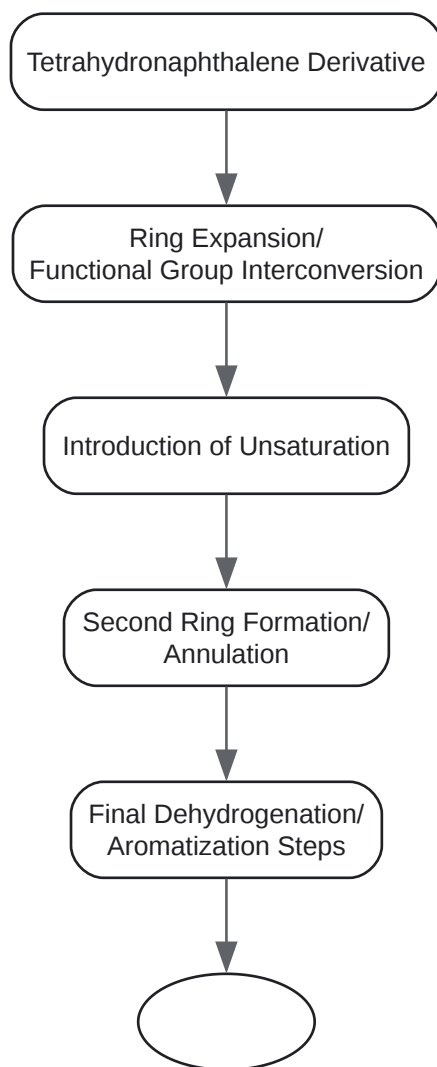 Tetrahydronaphthalene Derivative
Ring Expansion/
Functional Group Interconversion
Introduction of Unsaturation
Second Ring Formation/
Annulation
Final Dehydrogenation/
Aromatization Steps